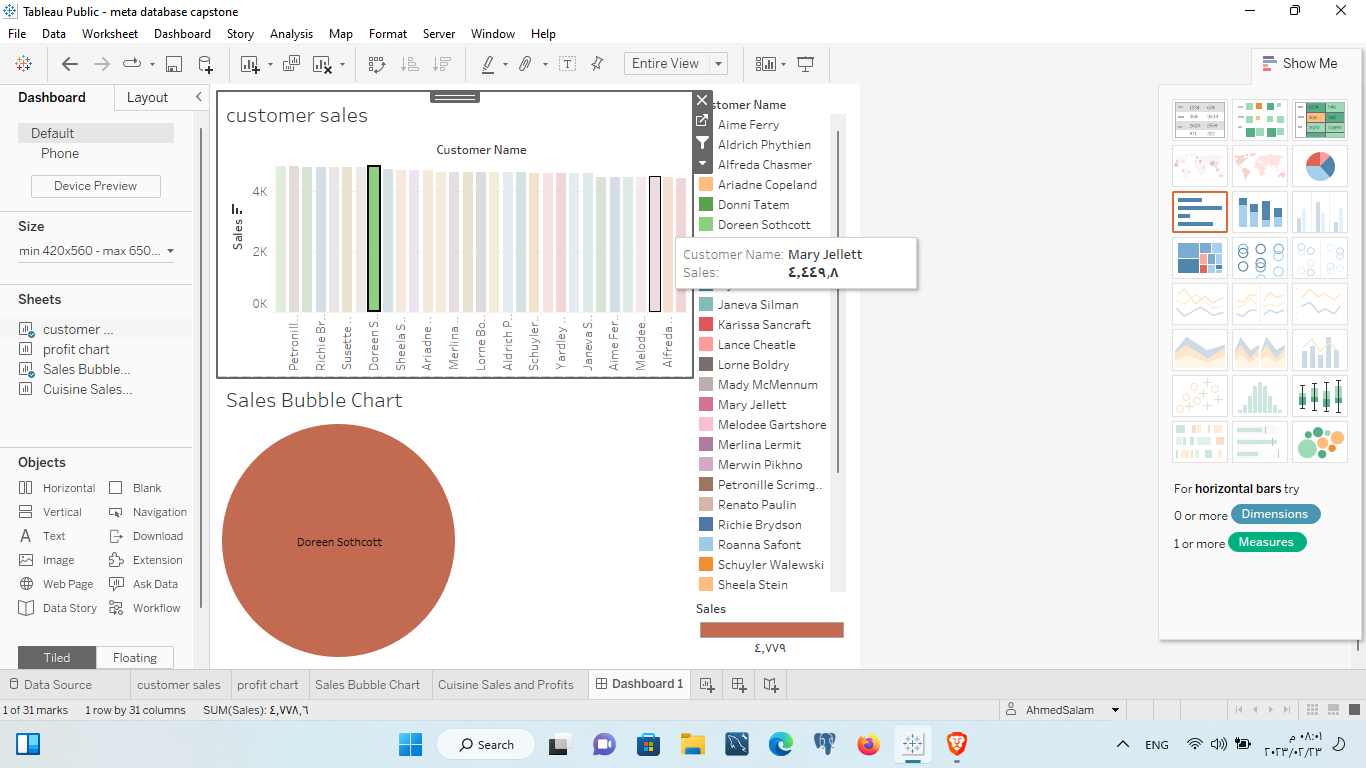 Tableau Public - meta database capstone
File Data Worksheet Dashboard Story Analysis Map Format Server Window Help
Entire View
Show Me
Dashboard Layout
Default
Phone
Device Preview
Size
min 420x560 - max 650...
Sheets
customer ...
profit chart
Sales Bubble...
Cuisine Sales...
Objects
Horizontal Blank
Vertical Navigation
Text Download
Image Extension
Web Page Ask Data
Data Story Workflow
Tiled Floating
customer sales
Customer Name
Sales
4K
2K
0K
Petronill..
Richie Br..
Susette..
Doreen S..
Sheela S..
Ariadne..
Merlina..
Lorne Bo..
Aldrich P..
Schuyler..
Yardley..
Janeva S..
Aime Fer..
Melodee..
Alfreda..
Customer Name: Mary Jellett
Sales: ٤,٤٤٩,٨
Sales Bubble Chart
Doreen Sothcott
stomer Name
Aime Ferry
Aldrich Phythien
Alfreda Chasmer
Ariadne Copeland
Donni Tatem
Doreen Sothcott
Janeva Silman
Karissa Sancraft
Lance Cheatle
Lorne Boldry
Mady McMennum
Mary Jellett
Melodee Gartshore
Merlina Lermit
Merwin Pikhno
Petronille Scrimg..
Renato Paulin
Richie Brydson
Roanna Safont
Schuyler Walewski
Sheela Stein
Sales
٤,٧٧٩
For horizontal bars try
0 or more Dimensions
1 or more Measures
Data Source customer sales profit chart Sales Bubble Chart Cuisine Sales and Profits Dashboard 1
1 of 31 marks 1 row by 31 columns SUM(Sales): ٤,٧٧٨,٦ AhmedSalam
Search
ENG
٠٨:٠١ م
٢٠٢٣/٠٢/٢٣